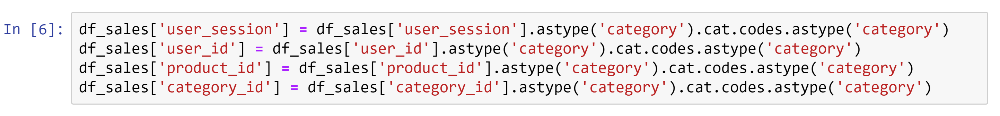 In [6]: df_sales['user_session'] = df_sales['user_session'].astype('category').cat.codes.astype('category')
df_sales['user_id'] = df_sales['user_id'].astype('category').cat.codes.astype('category')
df_sales['product_id'] = df_sales['product_id'].astype('category').cat.codes.astype('category')
df_sales['category_id'] = df_sales['category_id'].astype('category').cat.codes.astype('category')